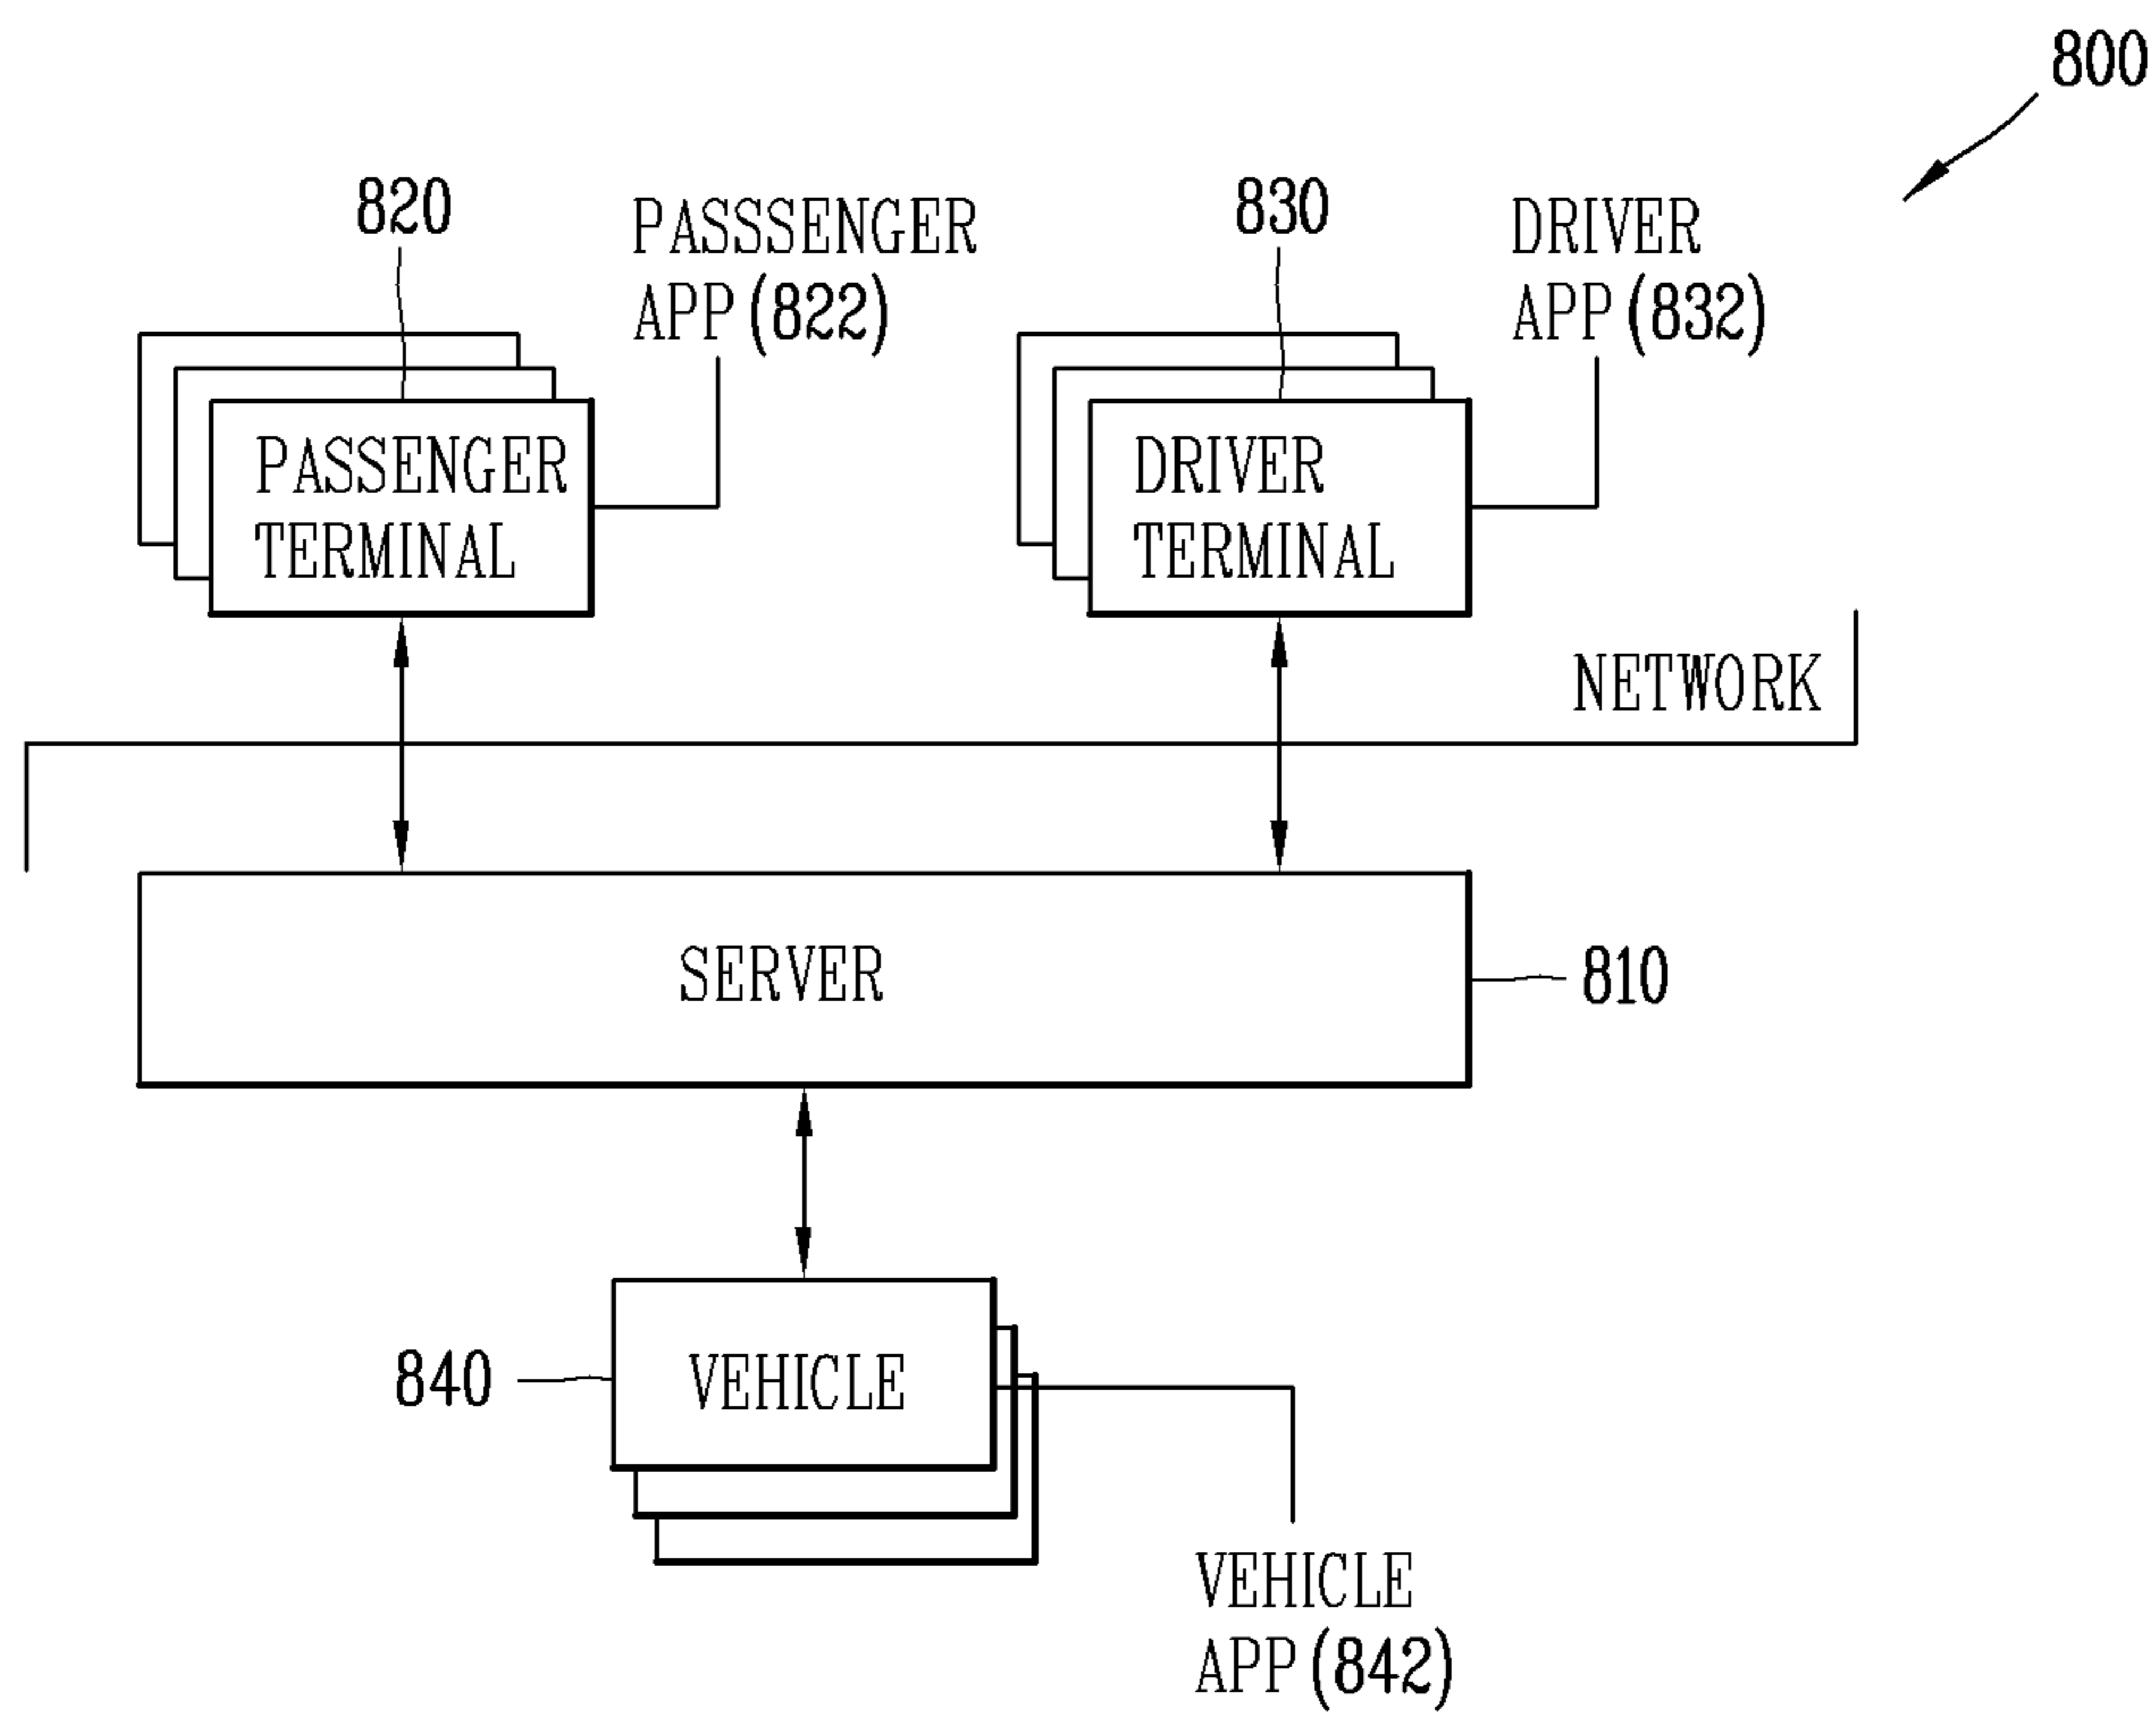 800
820
PASSSENGER
APP(822)
830
DRIVER
APP(832)
PASSENGER
TERMINAL
DRIVER
TERMINAL
NETWORK
SERVER
810
840
VEHICLE
VEHICLE
APP(842)